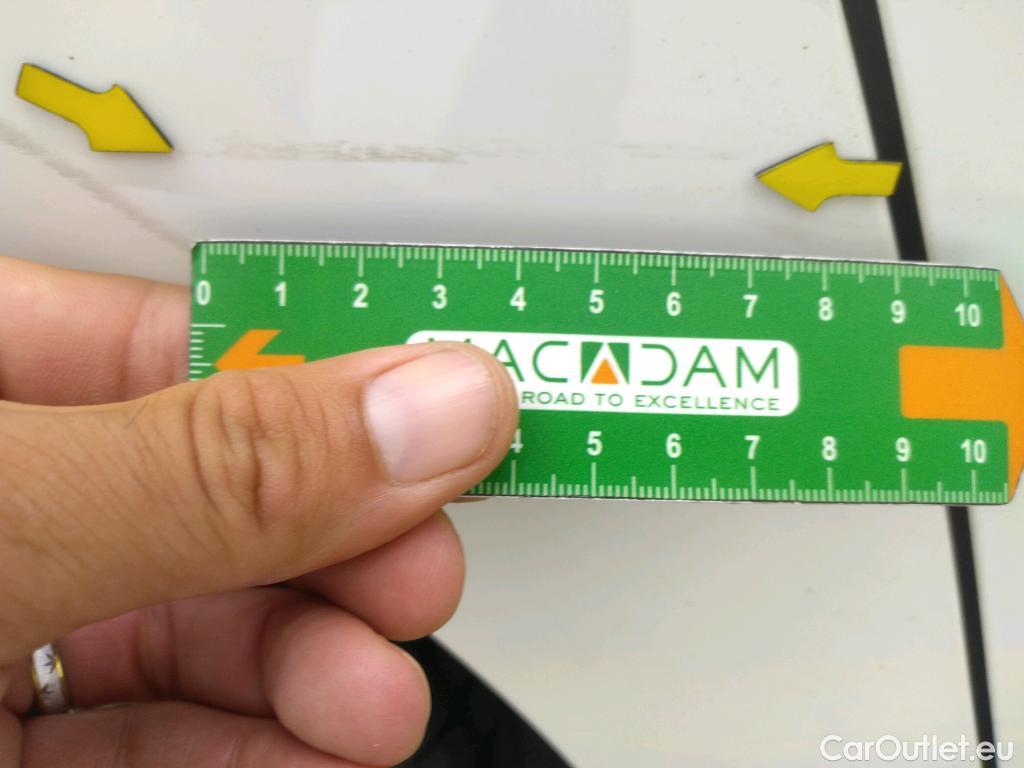 0 1 2 3 4 5 6 7 8 9 10
MACADAM
ROAD TO EXCELLENCE
4 5 6 7 8 9 10
CarOutlet.eu